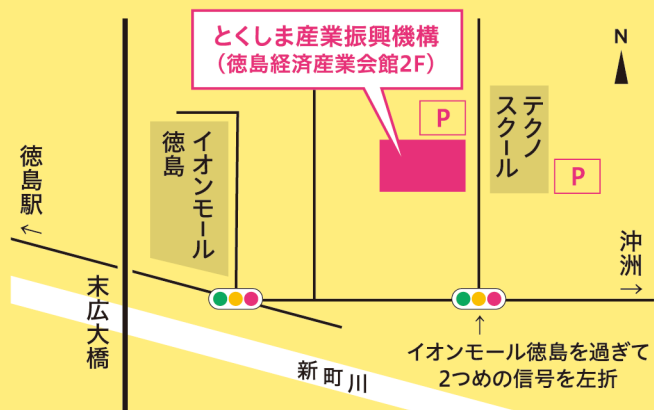 とくしま産業振興機構
（徳島経済産業会館2F）
N
P
テクノ
スクール
P
イオンモール
徳島
徳島駅
←
沖洲
→
末広大橋
新町川
↑
イオンモール徳島を過ぎて
2つめの信号を左折